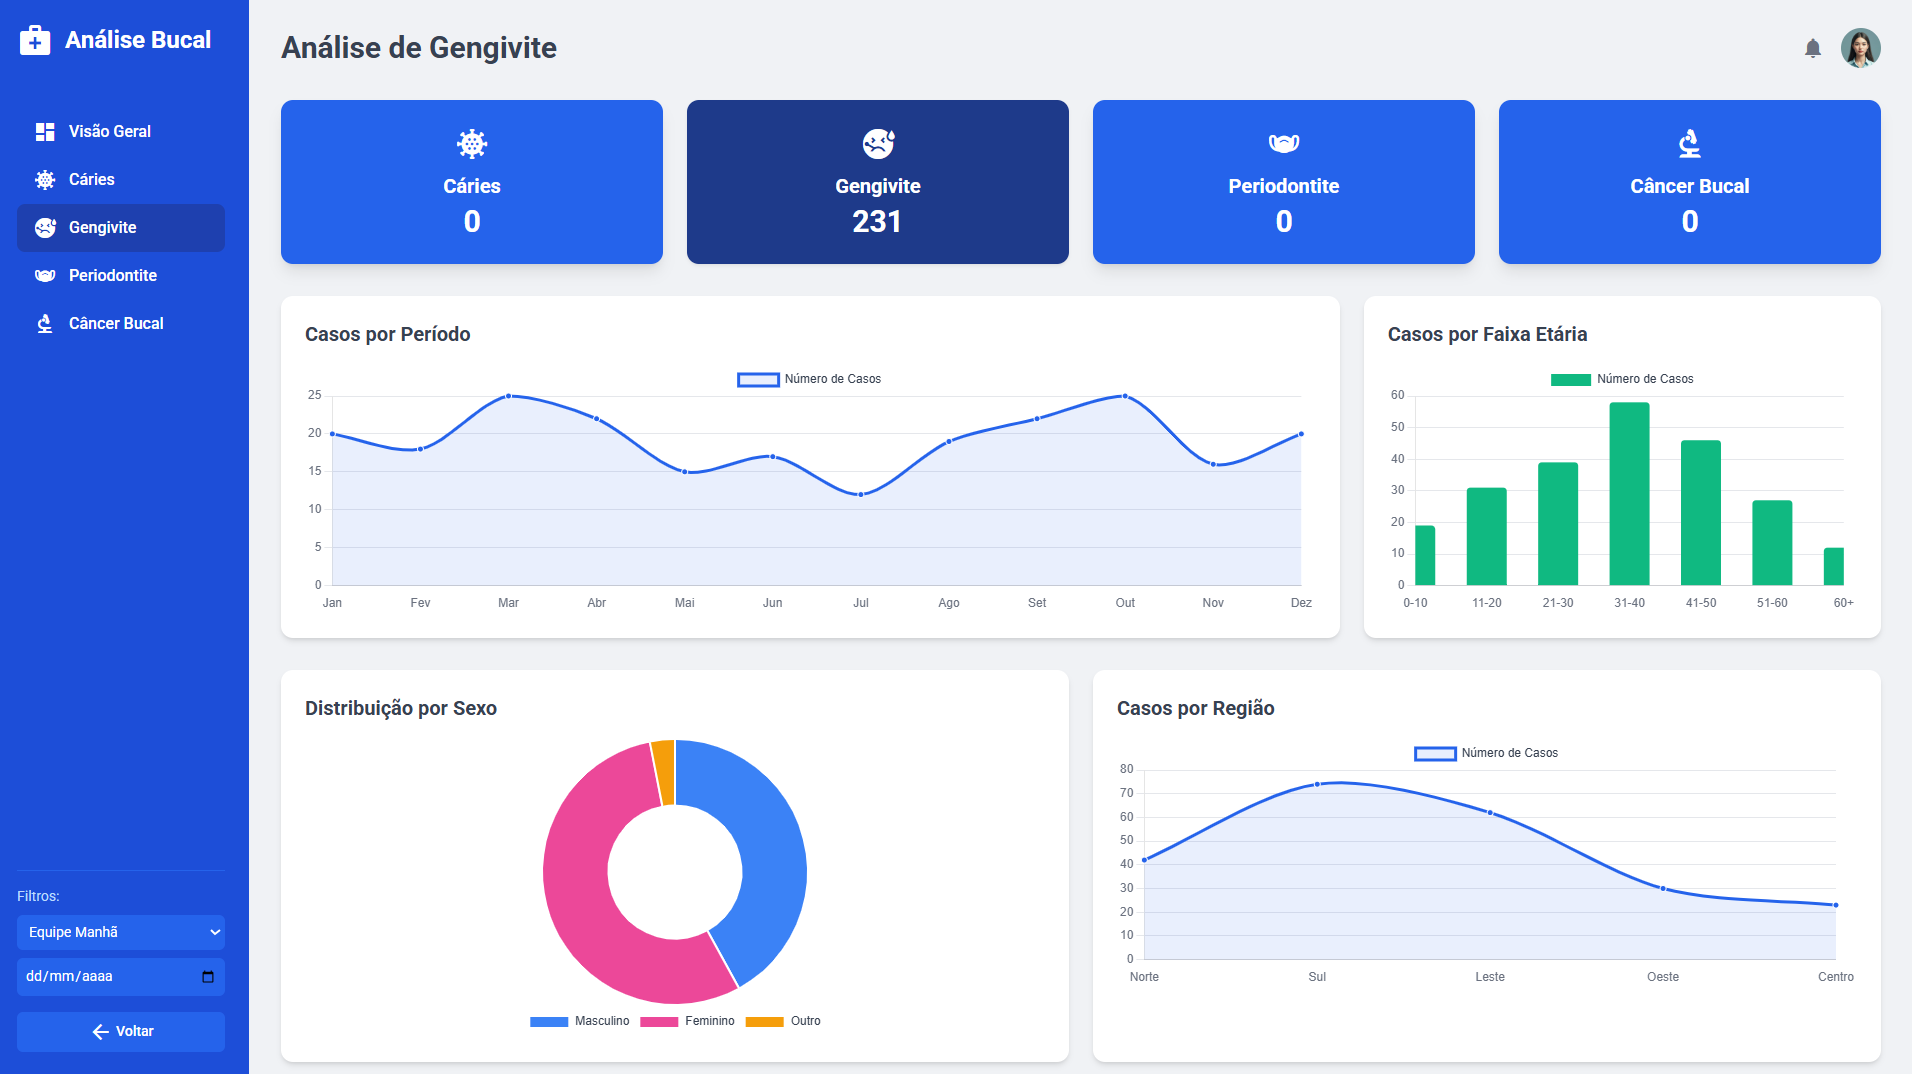 Análise Bucal
Visão Geral
Cáries
Gengivite
Periodontite
Câncer Bucal
Filtros:
Equipe Manhã
dd/mm/aaaa
Voltar
Análise de Gengivite
Cáries
0
Gengivite
231
Periodontite
0
Câncer Bucal
0
Casos por Período
Número de Casos
25
20
15
10
5
0
Jan Fev Mar Abr Mai Jun Jul Ago Set Out Nov Dez
Casos por Faixa Etária
Número de Casos
60
50
40
30
20
10
0
0-10 11-20 21-30 31-40 41-50 51-60 60+
Distribuição por Sexo
Masculino Feminino Outro
Casos por Região
Número de Casos
80
70
60
50
40
30
20
10
0
Norte Sul Leste Oeste Centro